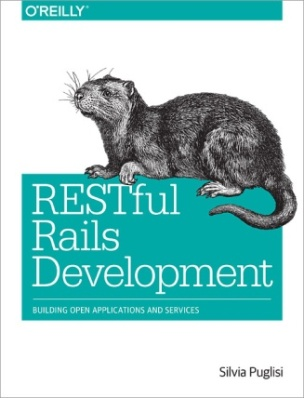 O'REILLY®
RESTful
Rails
Development
BUILDING OPEN APPLICATIONS AND SERVICES
Silvia Puglisi